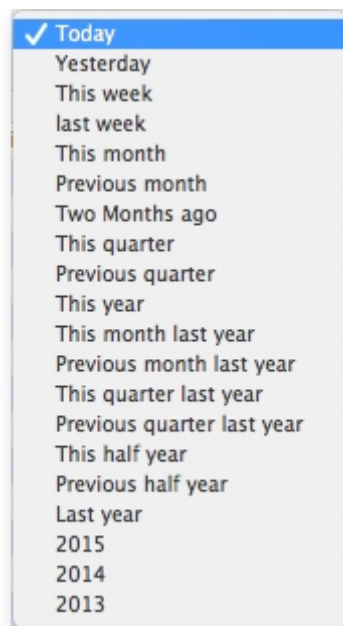 Today
Yesterday
This week
last week
This month
Previous month
Two Months ago
This quarter
Previous quarter
This year
This month last year
Previous month last year
This quarter last year
Previous quarter last year
This half year
Previous half year
Last year
2015
2014
2013